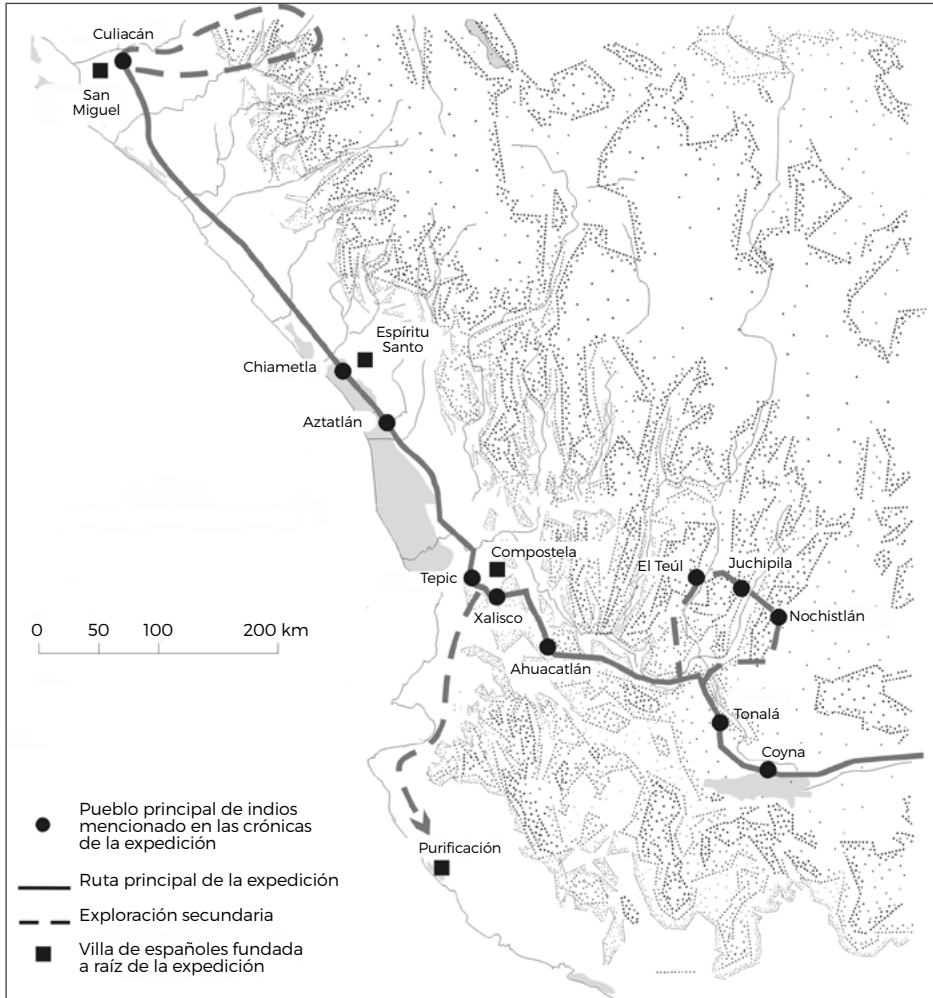 Culiacán
San
Miguel
Espíritu
Santo
Chiametla
Aztatlán
Compostela
El Teúl
Juchipila
Tepic
Nochistlán
Xalisco
0 50 100 200 km
Ahuacatlán
Tonalá
Coyna
Purificación
Pueblo principal de indios
mencionado en las crónicas
de la expedición
Ruta principal de la expedición
Exploración secundaria
Villa de españoles fundada
a raíz de la expedición